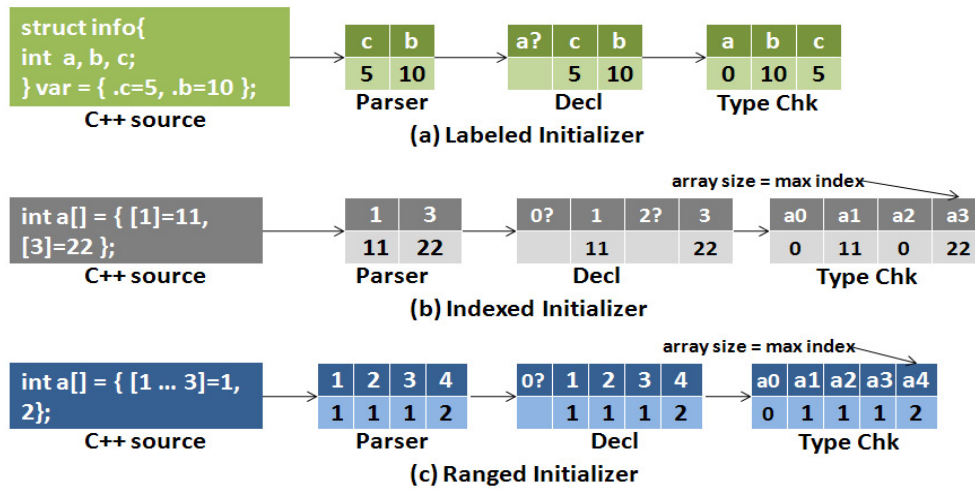 struct info{
int a, b, c;
} var = { .c=5, .b=10 };
C++ source
c b
5 10
Parser
a? c b
5 10
Decl
a b c
0 10 5
Type Chk
(a) Labeled Initializer
array size = max index
int a[] = { [1]=11,
[3]=22 };
C++ source
1 3
11 22
Parser
0? 1 2? 3
11 22
Decl
a0 a1 a2 a3
0 11 0 22
Type Chk
(b) Indexed Initializer
array size = max index
int a[] = { [1 ... 3]=1,
2};
C++ source
1 2 3 4
1 1 1 2
Parser
0? 1 2 3 4
1 1 1 2
Decl
a0 a1 a2 a3 a4
0 1 1 1 2
Type Chk
(c) Ranged Initializer